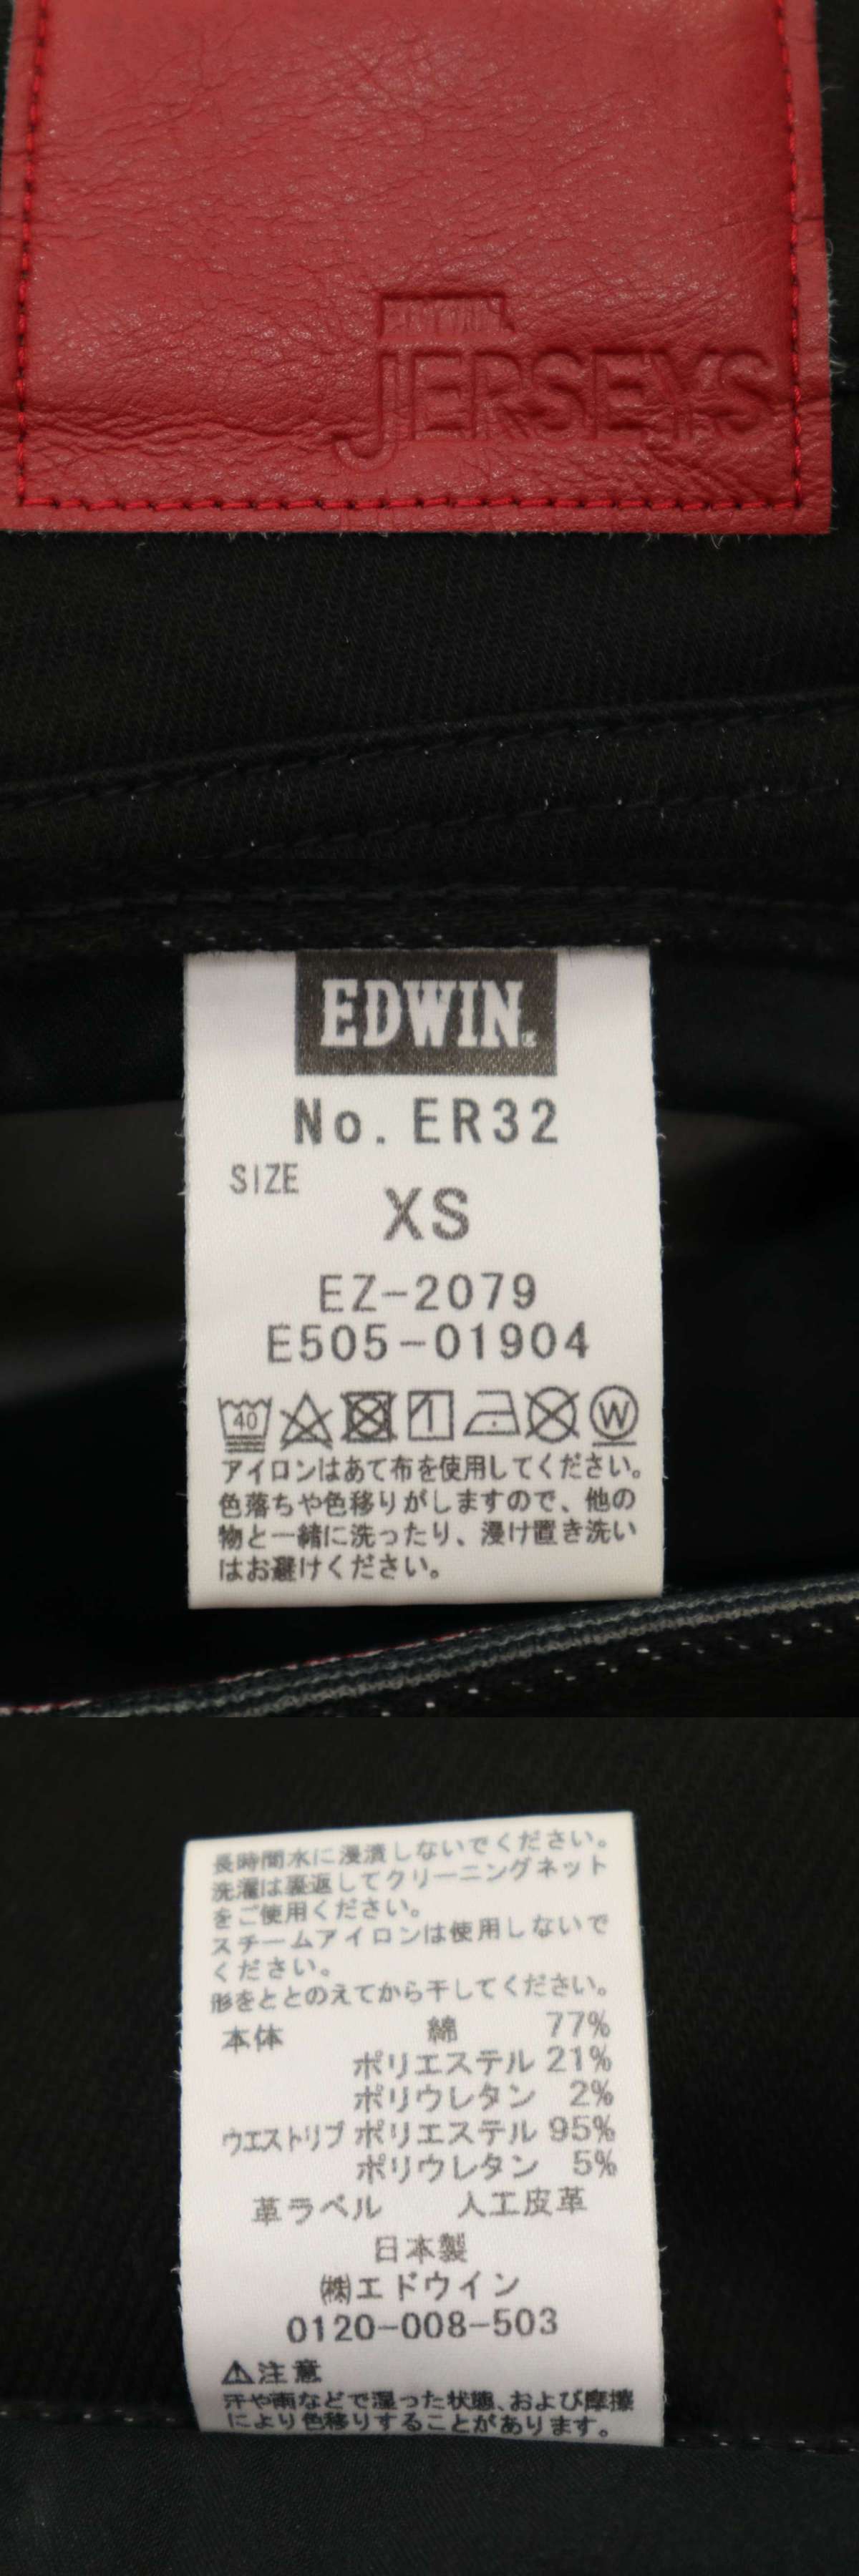 EDWIN
JERSEYS
EDWIN
No. ER32
SIZE
XS
EZ-2079
E505-01904
40
W
アイロンはあて布を使用してください。
色落ちや色移りがしますので、他の
物と一緒に洗ったり、浸け置き洗い
はお避けください。
長時間水に浸漬しないでください。
洗濯は裏返してクリーニングネット
をご使用ください。
スチームアイロンは使用しないで
ください。
形をととのえてから干してください。
本体 綿 77%
ポリエステル 21%
ポリウレタン 2%
ウエストリブ ポリエステル 95%
ポリウレタン 5%
革ラベル 人工皮革
日本製
㈱エドウイン
0120-008-503
⚠注意
汗や雨などで湿った状態、および摩擦
により色移りすることがあります。